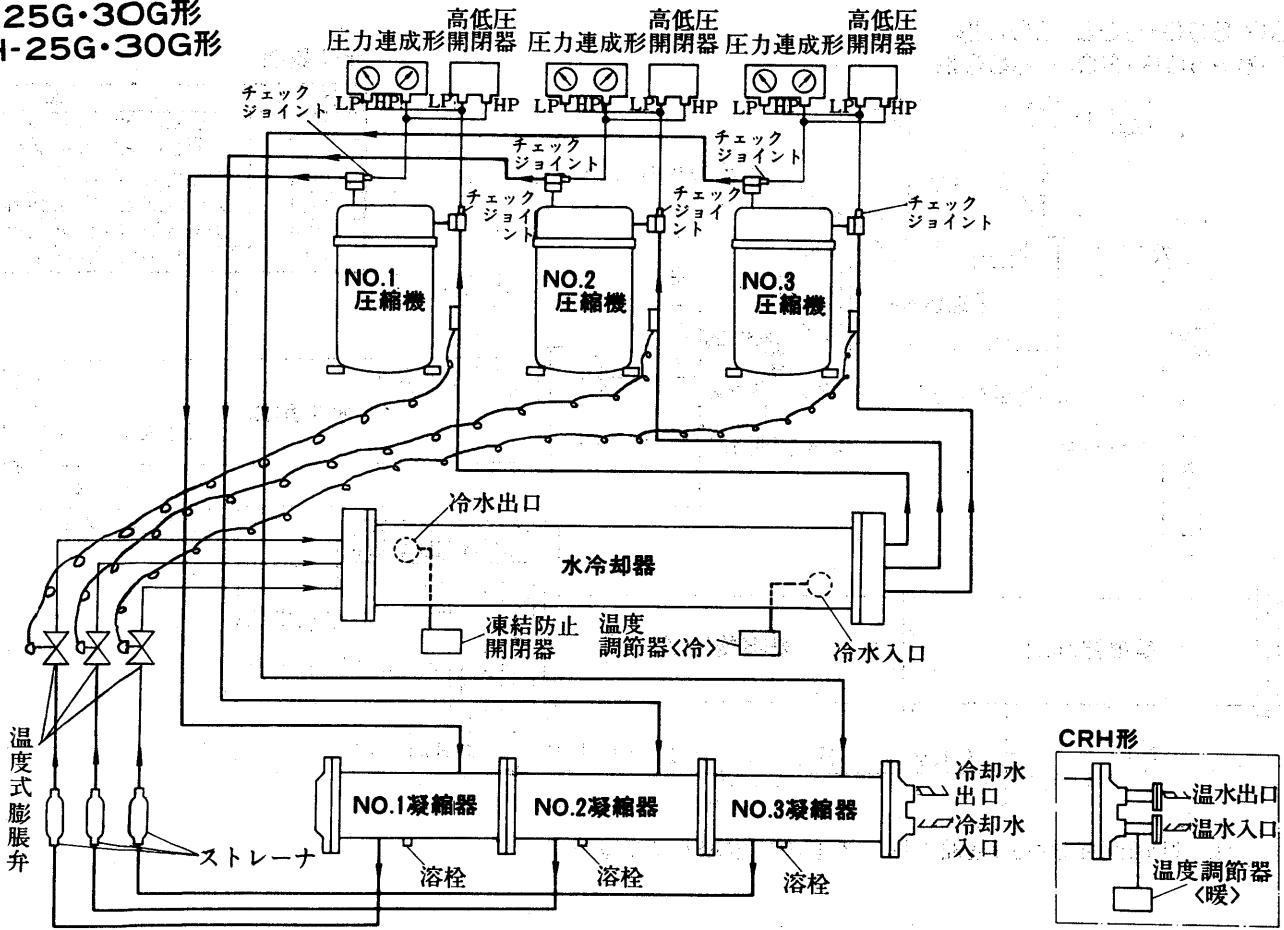 25G・30G形
H-25G・30G形
圧力連成形
高低圧
開閉器
圧力連成形
高低圧
開閉器
圧力連成形
高低圧
開閉器
LP HP LP HP
LP HP LP HP
LP HP LP HP
チェック
ジョイント
チェック
ジョイント
チェック
ジョイント
チェック
ジョイ
ント
チェック
ジョイ
ント
チェック
ジョイント
NO.1
圧縮機
NO.2
圧縮機
NO.3
圧縮機
冷水出口
水冷却器
凍結防止
開閉器
温度
調節器<冷>
冷水入口
温度式膨脹弁
ストレーナ
NO.1凝縮器
NO.2凝縮器
NO.3凝縮器
溶栓
溶栓
溶栓
冷却水
出口
冷却水
入口
CRH形
温水出口
温水入口
温度調節器
<暖>